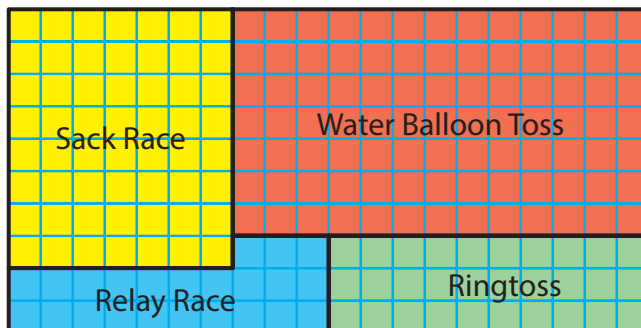 Sack Race
Water Balloon Toss
Relay Race
Ringtoss